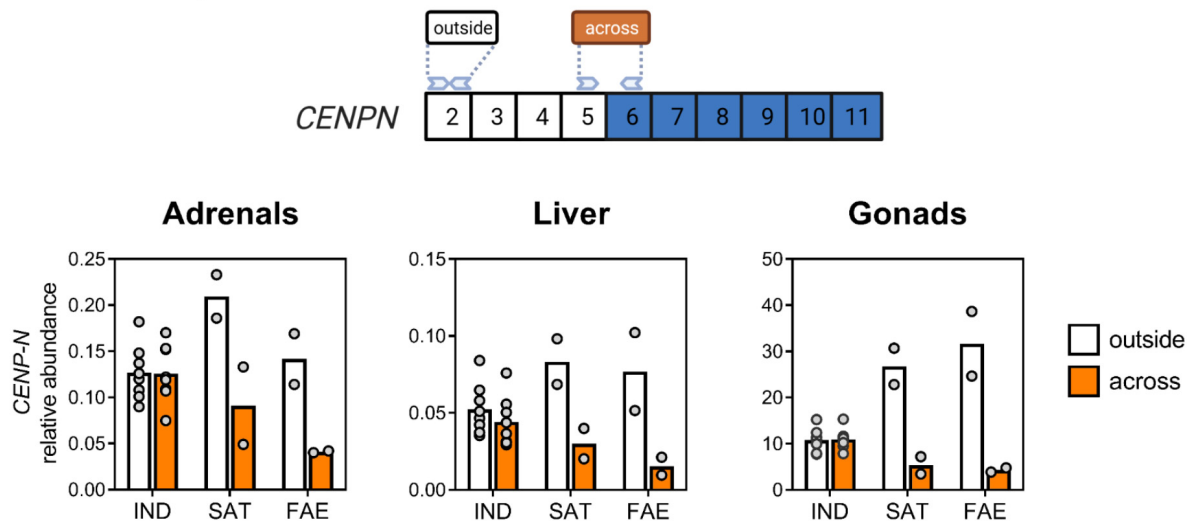 outside across
CENPN 2 3 4 5 6 7 8 9 10 11
Adrenals Liver Gonads
CENP-N
relative abundance
0.25
0.20
0.15
0.10
0.05
0.00
IND SAT FAE
0.15
0.10
0.05
0.00
IND SAT FAE
50
40
30
20
10
0
IND SAT FAE
outside
across